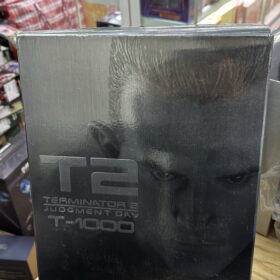 T2
TERMINATOR 2
JUDGMENT DAY
T-1000